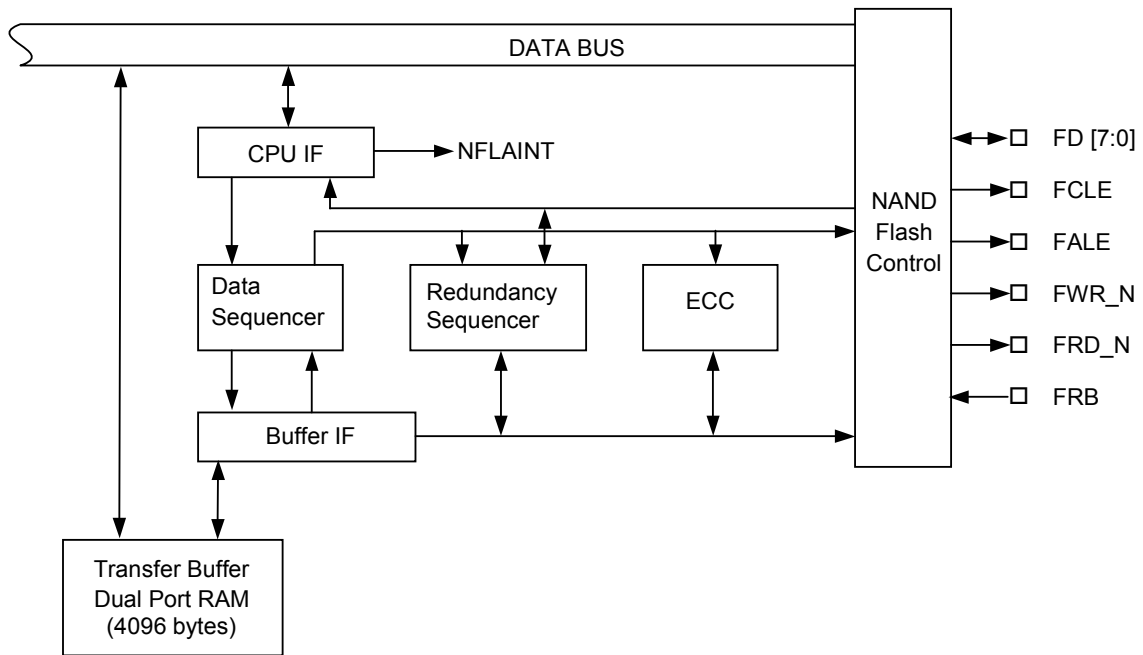 DATA BUS
CPU IF
NFLAINT
NAND
Flash
Control
FD [7:0]
FCLE
FALE
FWR_N
FRD_N
FRB
Data
Sequencer
Redundancy
Sequencer
ECC
Buffer IF
Transfer Buffer
Dual Port RAM
(4096 bytes)